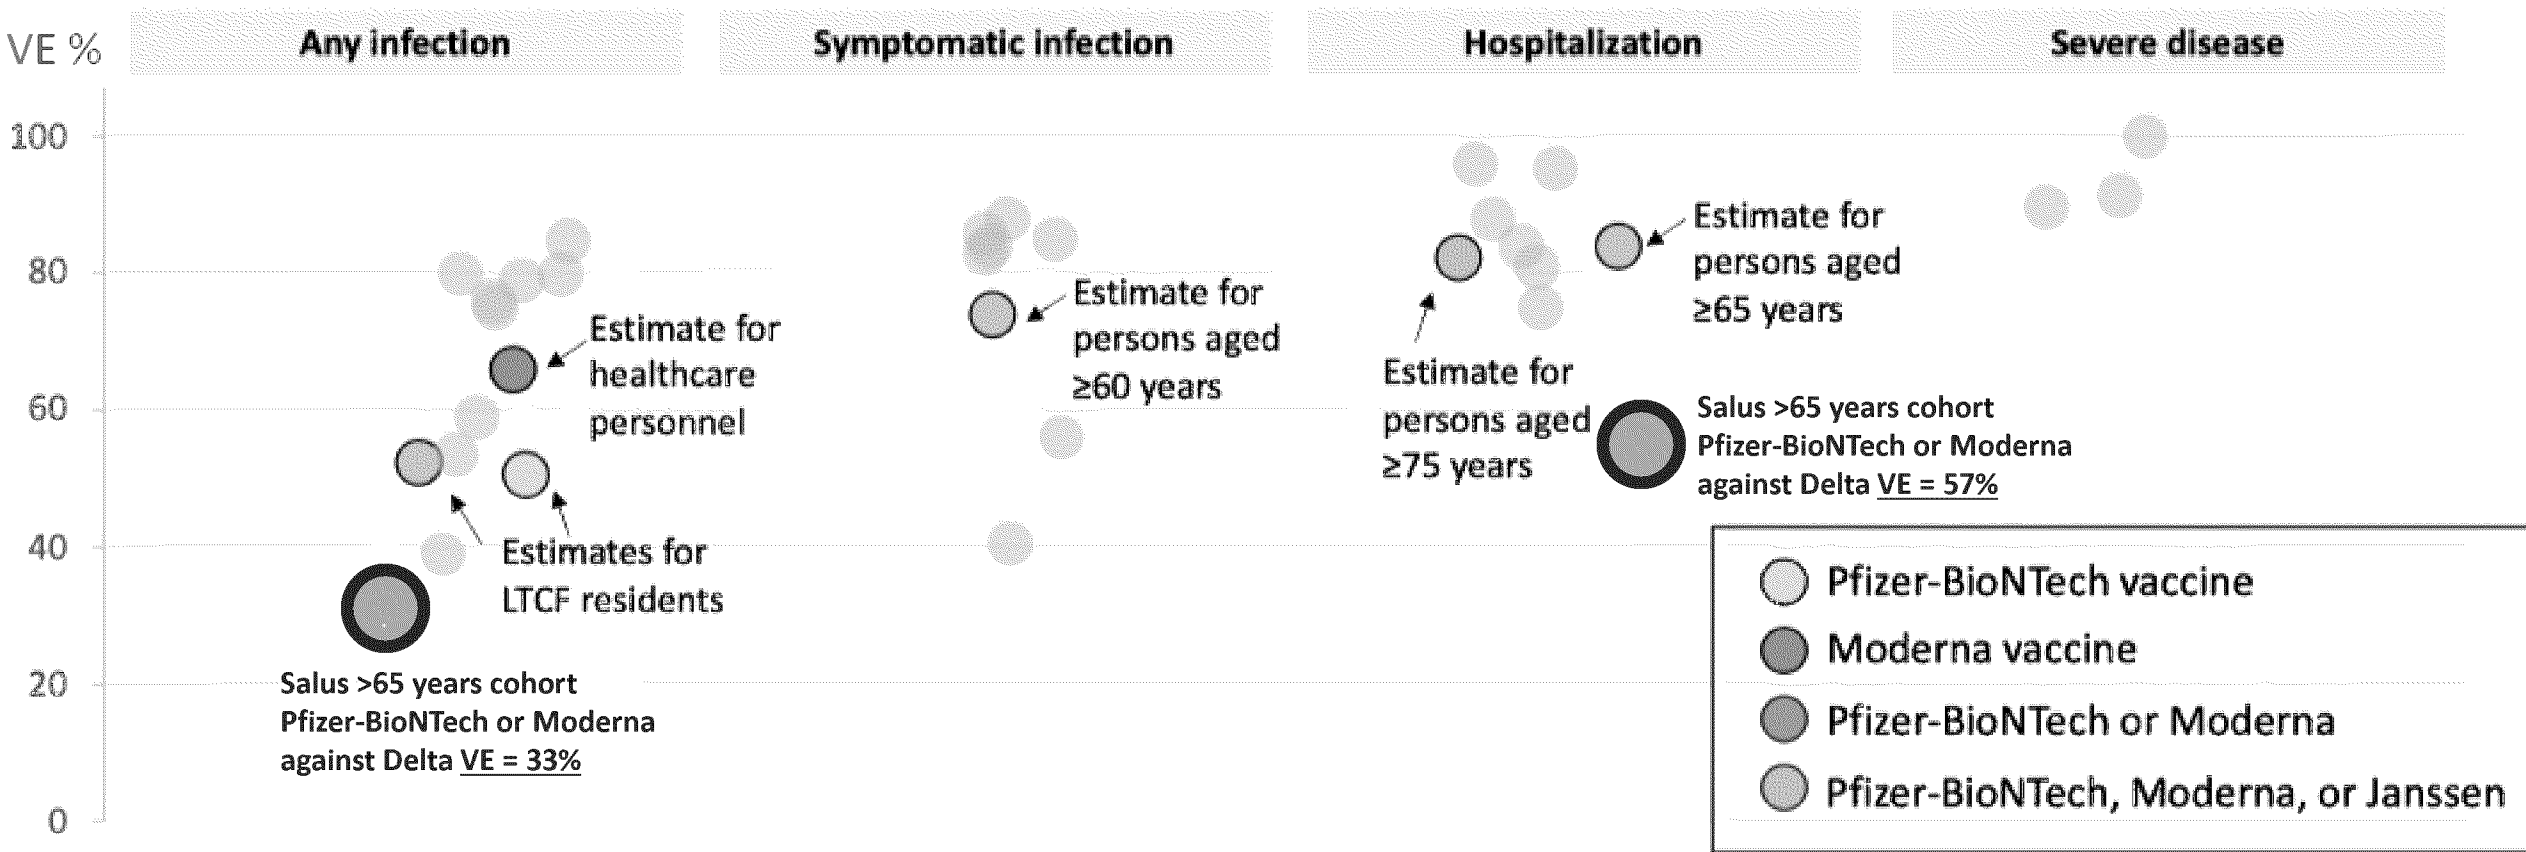 VE %
Any infection
Symptomatic infection
Hospitalization
Severe disease
100
80
60
40
20
0
Estimate for
healthcare
personnel
Estimates for
LTCF residents
Salus >65 years cohort
Pfizer-BioNTech or Moderna
against Delta VE = 33%
Estimate for
persons aged
≥60 years
Estimate for
persons aged
≥75 years
Estimate for
persons aged
≥65 years
Salus >65 years cohort
Pfizer-BioNTech or Moderna
against Delta VE = 57%
Pfizer-BioNTech vaccine
Moderna vaccine
Pfizer-BioNTech or Moderna
Pfizer-BioNTech, Moderna, or Janssen